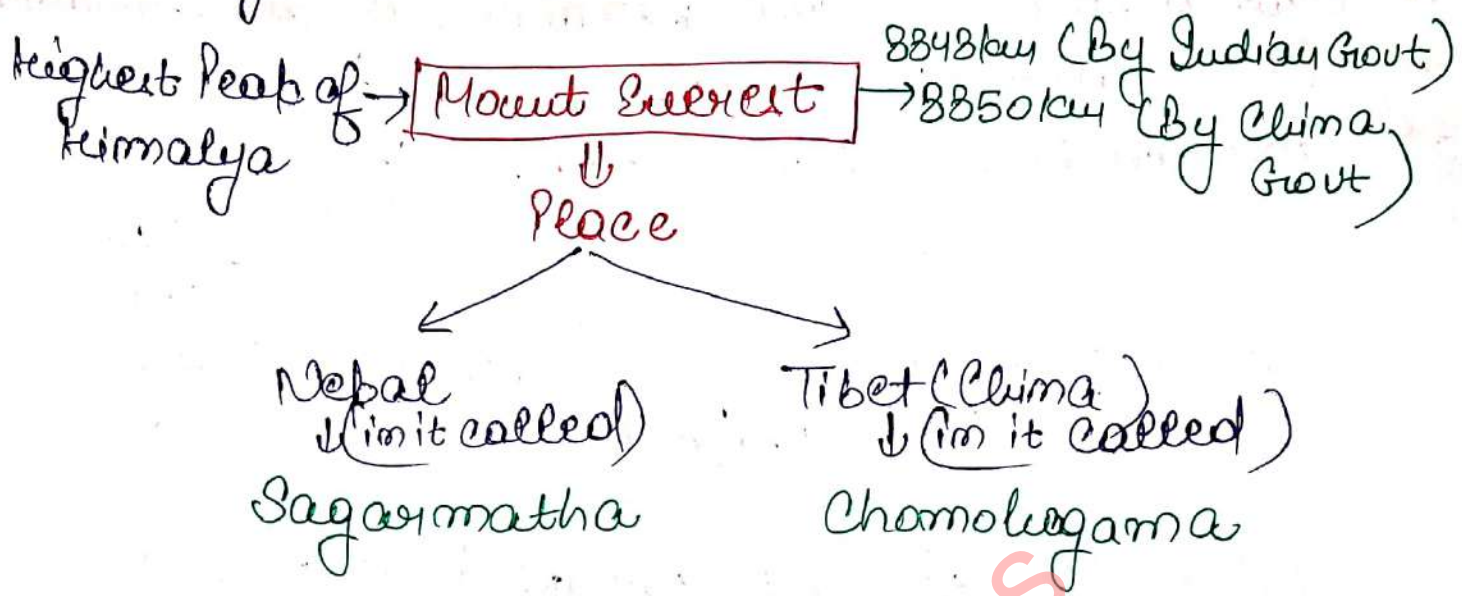 Highest Peak of
Himalya
Mount Everest
8848km (By Indian Govt)
8850km (By China
Govt)
Place
Nepal
(in it called)
Sagarmatha
Tibet (China)
(in it called)
Chomolugama